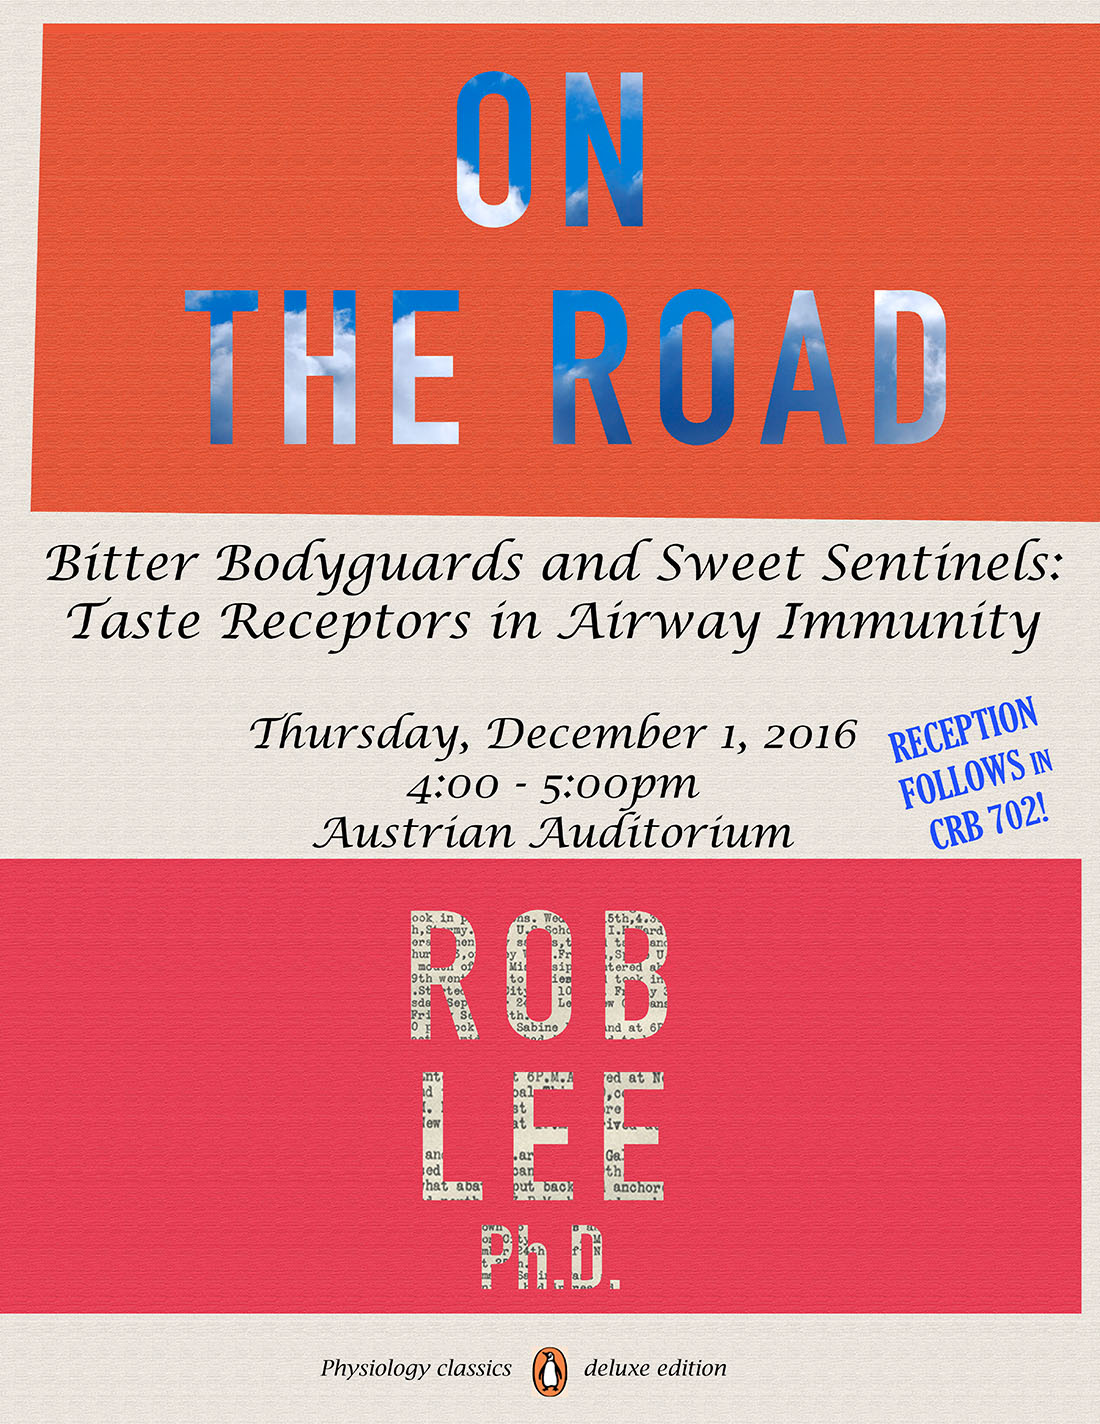 ON
THE ROAD
Bitter Bodyguards and Sweet Sentinels:
Taste Receptors in Airway Immunity
Thursday, December 1, 2016
4:00 - 5:00pm
Austrian Auditorium
RECEPTION
FOLLOWS IN
CRB 702!
ROB
LEE
Ph.D.
Physiology classics deluxe edition